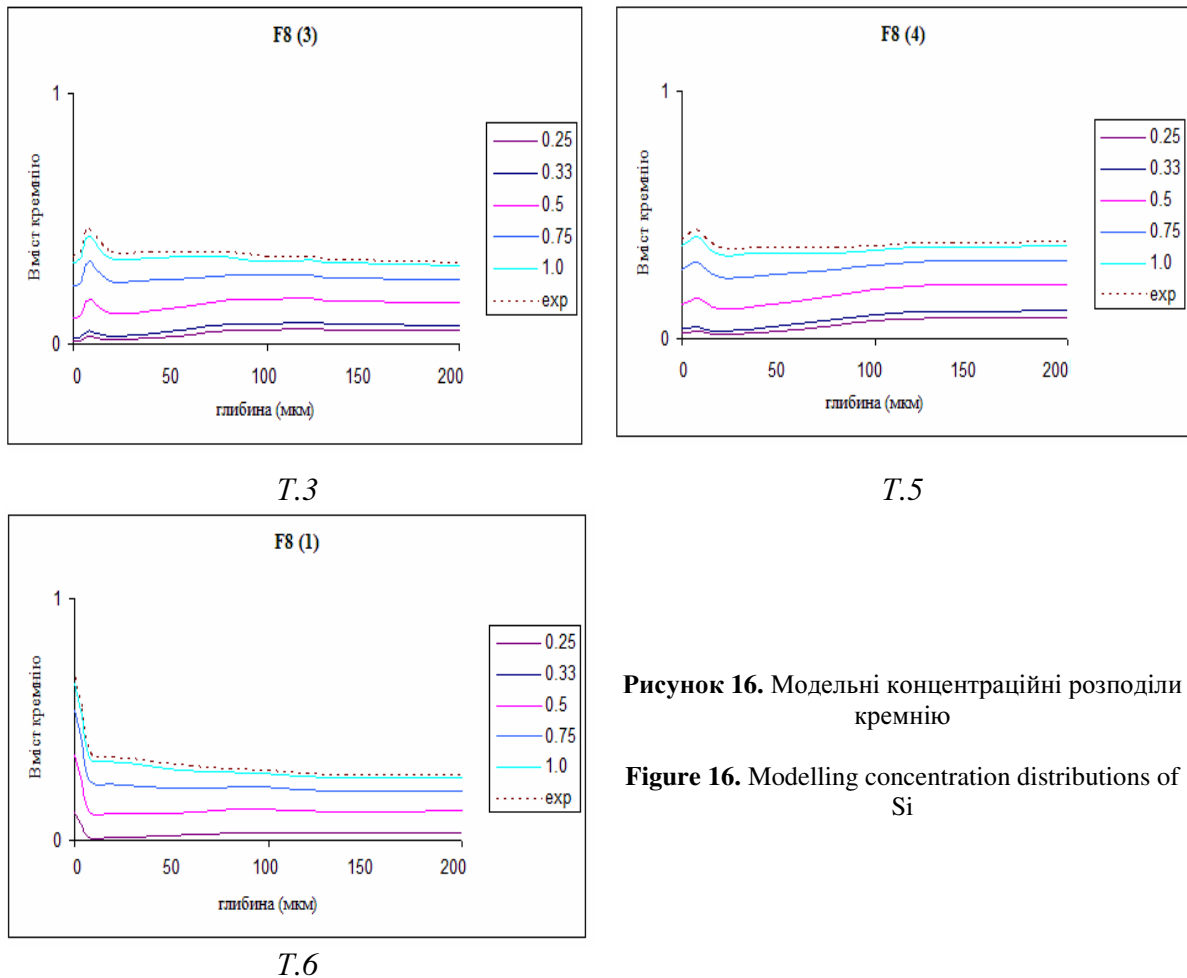 F8 (3)
1
0
Вміст кремнію
0 50 100 150 200
глибина (мкм)
0.25
0.33
0.5
0.75
1.0
exp
Т.3
F8 (4)
1
0
Вміст кремнію
0 50 100 150 200
глибина (мкм)
0.25
0.33
0.5
0.75
1.0
exp
Т.5
F8 (1)
1
0
Вміст кремнію
0 50 100 150 200
глибина (мкм)
0.25
0.33
0.5
0.75
1.0
exp
Т.6
Рисунок 16. Модельні концентраційні розподіли
кремнію
Figure 16. Modelling concentration distributions of
Si